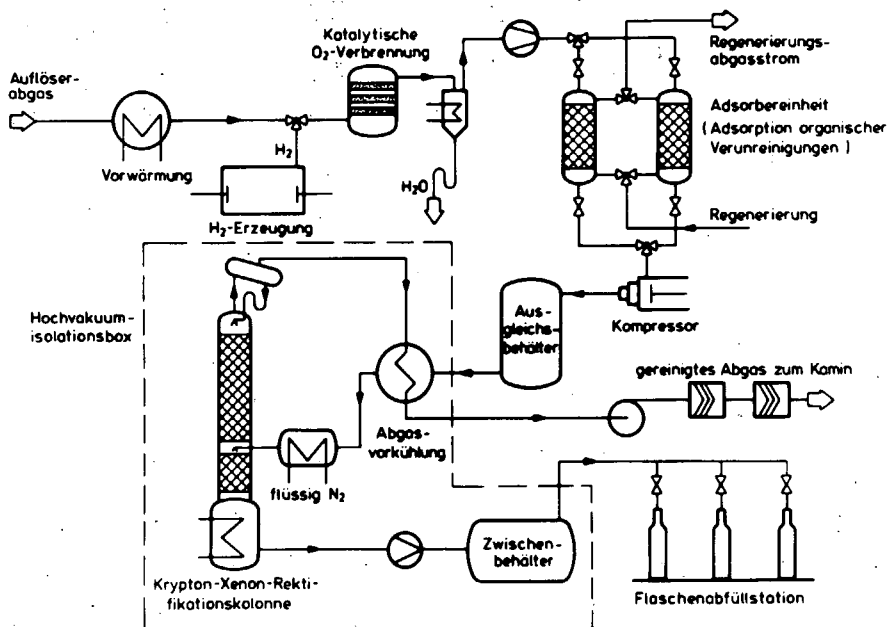 Katalytische
O₂-Verbrennung
Auflöser-
abgas
Regenerierungs-
abgasstrom
Adsorbereinheit
( Adsorption organischer
Verunreinigungen )
H₂
Vorwärmung
H₂O
H₂-Erzeugung
Regenerierung
Hochvakuum-
isolationsbox
Aus-
gleichs-
behälter
Kompressor
gereinigtes Abgas zum Kamin
Abgas-
vorkühlung
flüssig N₂
Zwischen-
behälter
Krypton-Xenon-Rekti-
fikationskolonne
Flaschenabfüllstation